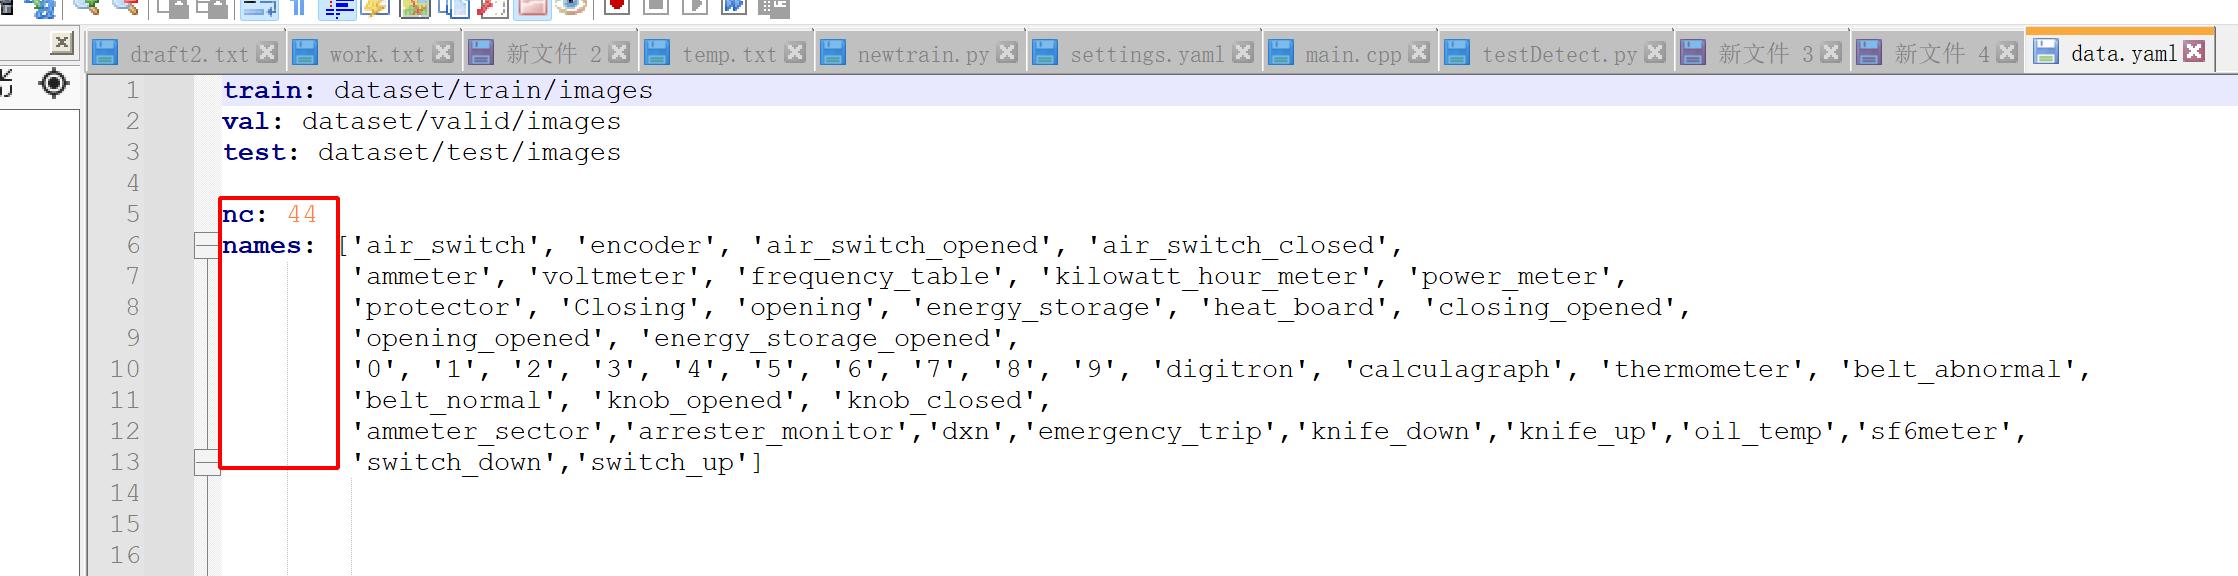 draft2.txt work.txt 新文件 2 temp.txt newtrain.py settings.yaml main.cpp testDetect.py 新文件 3 新文件 4 data.yaml
1 train: dataset/train/images
2 val: dataset/valid/images
3 test: dataset/test/images
4
5 nc: 44
6 names: ['air_switch', 'encoder', 'air_switch_opened', 'air_switch_closed',
7 'ammeter', 'voltmeter', 'frequency_table', 'kilowatt_hour_meter', 'power_meter',
8 'protector', 'Closing', 'opening', 'energy_storage', 'heat_board', 'closing_opened',
9 'opening_opened', 'energy_storage_opened',
10 '0', '1', '2', '3', '4', '5', '6', '7', '8', '9', 'digitron', 'calculagraph', 'thermometer', 'belt_abnormal',
11 'belt_normal', 'knob_opened', 'knob_closed',
12 'ammeter_sector','arrester_monitor','dxn','emergency_trip','knife_down','knife_up','oil_temp','sf6meter',
13 'switch_down','switch_up']
14
15
16